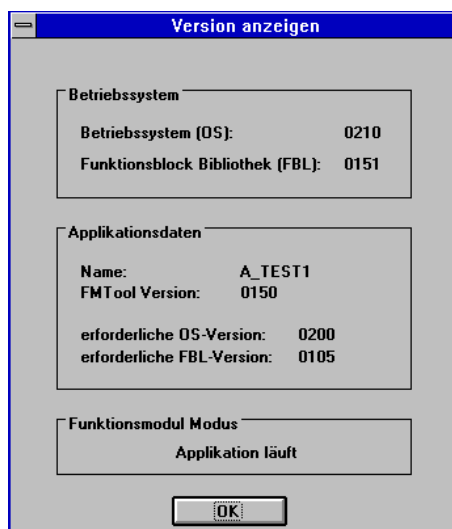 Version anzeigen
Betriebssystem
Betriebssystem (OS): 0210
Funktionsblock Bibliothek (FBL): 0151
Applikationsdaten
Name: A_TEST1
FMTool Version: 0150
erforderliche OS-Version: 0200
erforderliche FBL-Version: 0105
Funktionsmodul Modus
Applikation läuft
OK